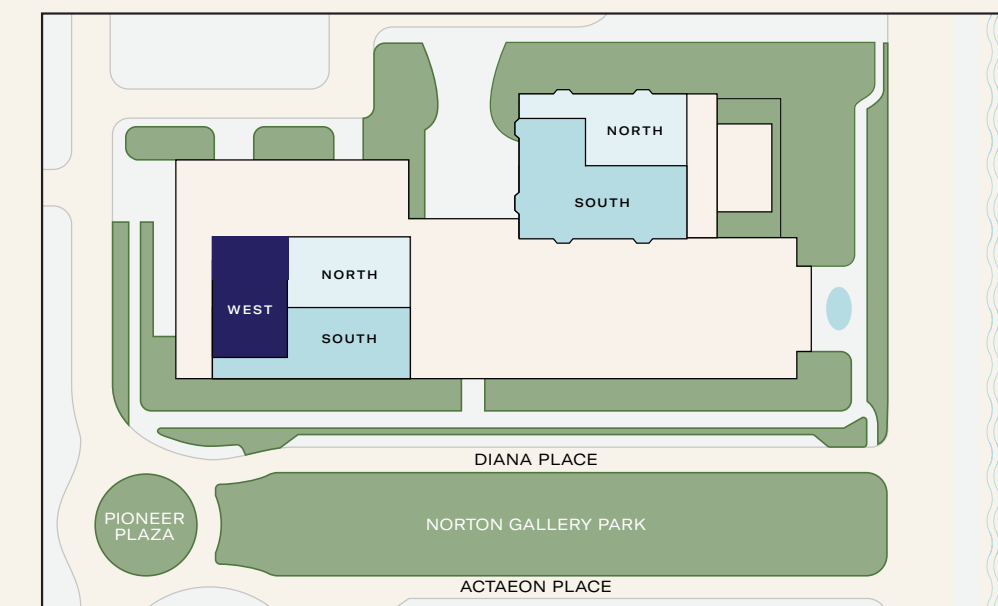 NORTH
SOUTH
NORTH
WEST
SOUTH
DIANA PLACE
PIONEER
PLAZA
NORTON GALLERY PARK
ACTAEON PLACE